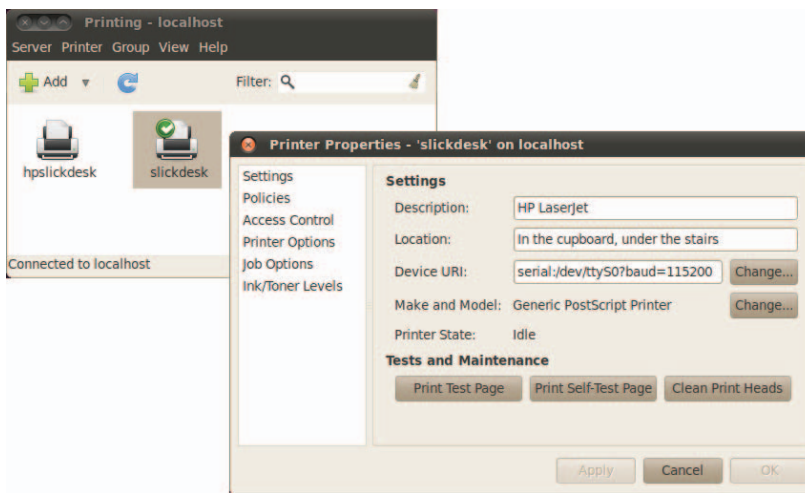 Printing - localhost
Server Printer Group View Help
Add
Filter:
hpslickdesk
slickdesk
Connected to localhost
Printer Properties - 'slickdesk' on localhost
Settings
Policies
Access Control
Printer Options
Job Options
Ink/Toner Levels
Settings
Description: HP LaserJet
Location: In the cupboard, under the stairs
Device URI: serial:/dev/ttyS0?baud=115200 Change...
Make and Model: Generic PostScript Printer Change...
Printer State: Idle
Tests and Maintenance
Print Test Page Print Self-Test Page Clean Print Heads
Apply Cancel OK